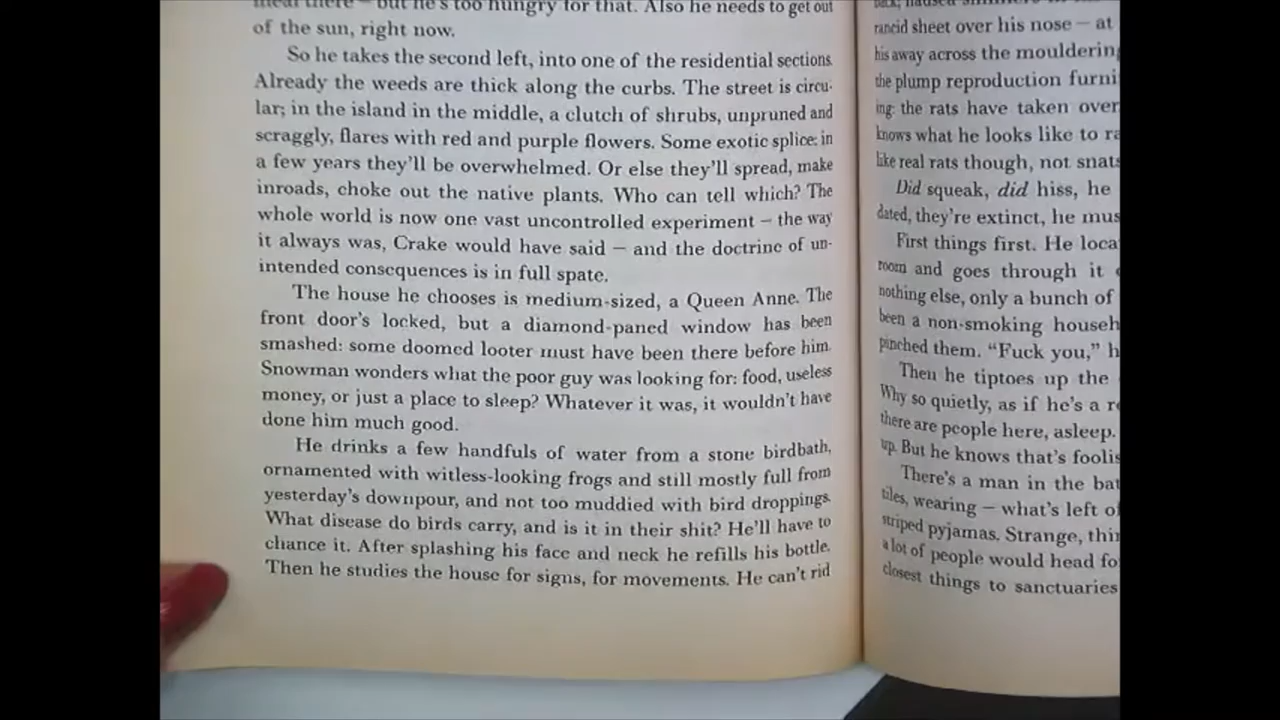 but he's too hungry for that. Also he needs to get out
of the sun, right now.
So he takes the second left, into one of the residential sections.
Already the weeds are thick along the curbs. The street is circu-
lar; in the island in the middle, a clutch of shrubs, unpruned and
scraggly, flares with red and purple flowers. Some exotic splice: in
a few years they'll be overwhelmed. Or else they'll spread, make
inroads, choke out the native plants. Who can tell which? The
whole world is now one vast uncontrolled experiment – the way
it always was, Crake would have said – and the doctrine of un-
intended consequences is in full spate.
The house he chooses is medium-sized, a Queen Anne. The
front door's locked, but a diamond-paned window has been
smashed: some doomed looter must have been there before him.
Snowman wonders what the poor guy was looking for: food, useless
money, or just a place to sleep? Whatever it was, it wouldn't have
done him much good.
He drinks a few handfuls of water from a stone birdbath,
ornamented with witless-looking frogs and still mostly full from
yesterday's downpour, and not too muddied with bird droppings.
What disease do birds carry, and is it in their shit? He'll have to
chance it. After splashing his face and neck he refills his bottle.
Then he studies the house for signs, for movements. He can't rid
rancid sheet over his nose – at
his away across the mouldering
the plump reproduction furni
ing: the rats have taken over
knows what he looks like to ra
like real rats though, not snats
Did squeak, did hiss, he
dated, they're extinct, he mus
First things first. He loca
room and goes through it
nothing else, only a bunch of
been a non-smoking househ
pinched them. "Fuck you," h
Then he tiptoes up the
Why so quietly, as if he's a r
there are people here, asleep.
up. But he knows that's foolis
There's a man in the bat
tiles, wearing – what's left of
striped pyjamas. Strange, thin
a lot of people would head fo
closest things to sanctuaries